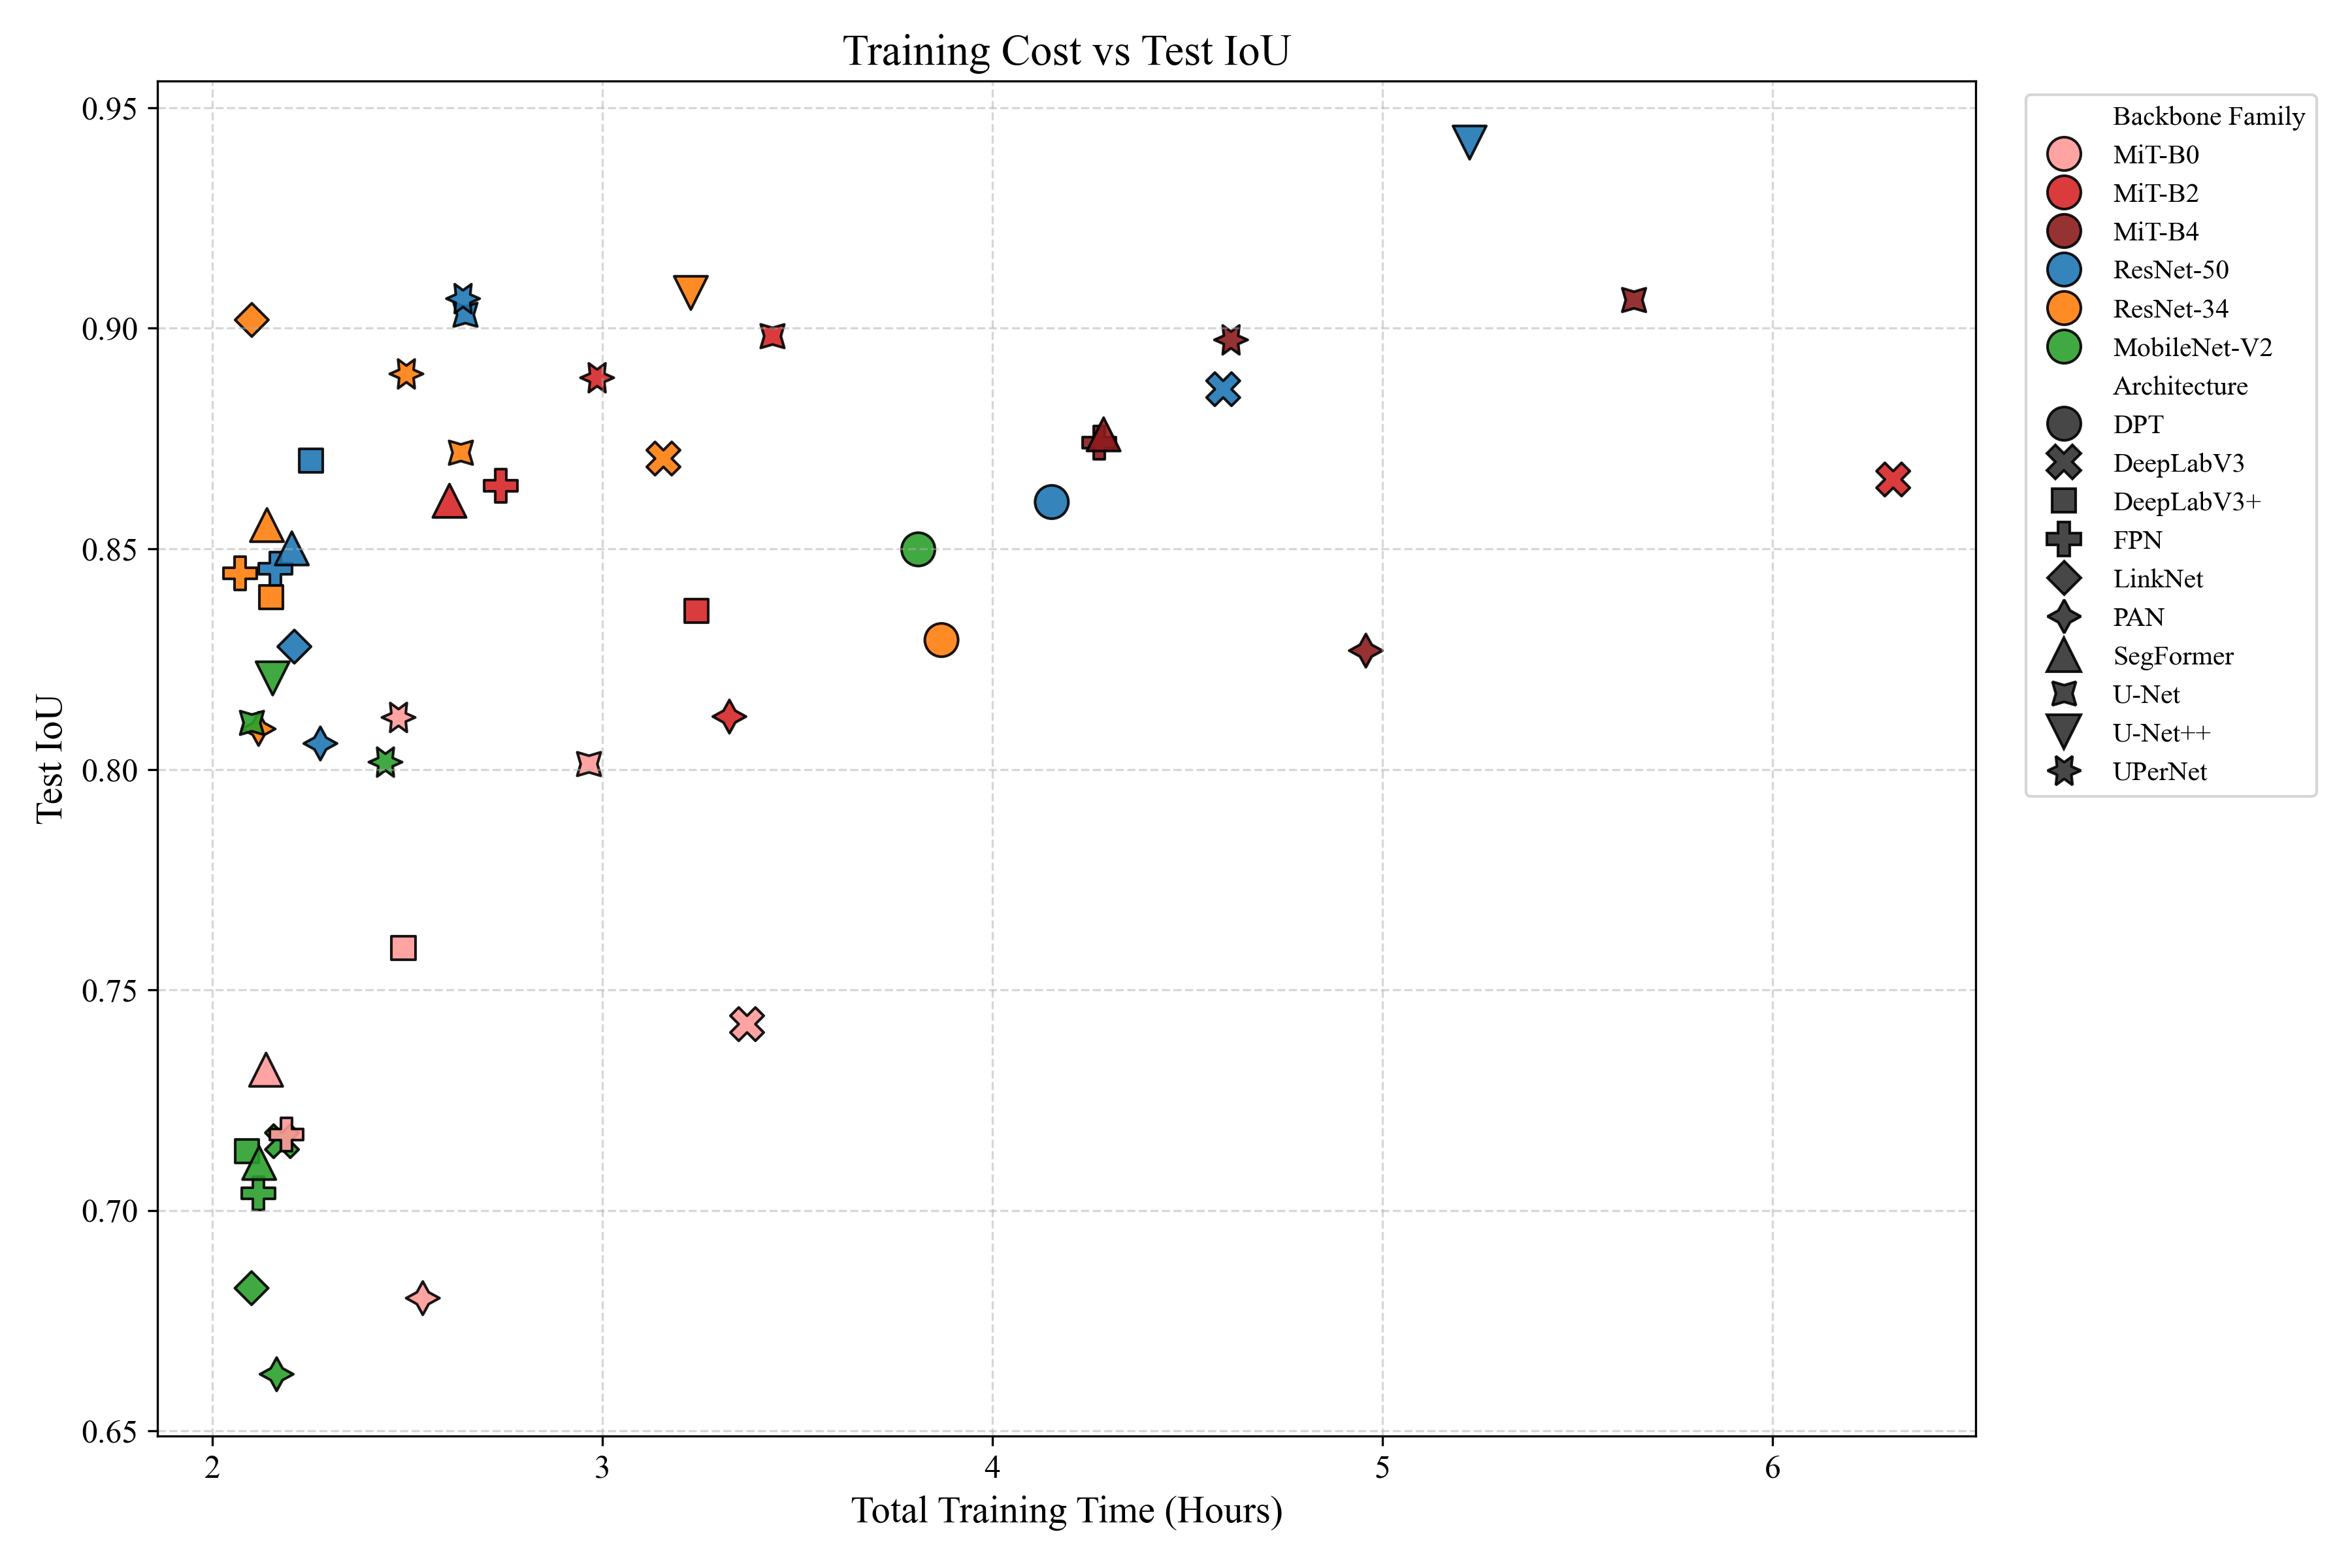 Training Cost vs Test IoU
0.95
0.90
0.85
0.80
0.75
0.70
0.65
Test IoU
2
3
4
5
6
Total Training Time (Hours)
Backbone Family
MiT-B0
MiT-B2
MiT-B4
ResNet-50
ResNet-34
MobileNet-V2
Architecture
DPT
DeepLabV3
DeepLabV3+
FPN
LinkNet
PAN
SegFormer
U-Net
U-Net++
UPerNet